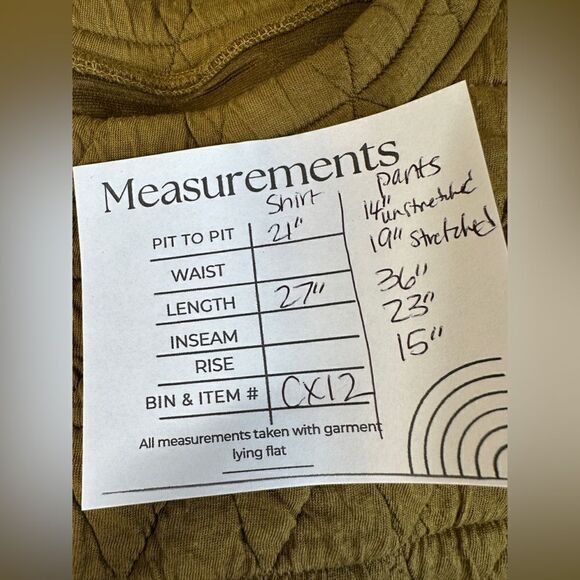 Measurements
Shirt pants
PIT TO PIT 21" 14" unstretched
19" stretched
WAIST
LENGTH 27" 36"
INSEAM 23"
RISE 15"
BIN & ITEM # CX12
All measurements taken with garment
lying flat